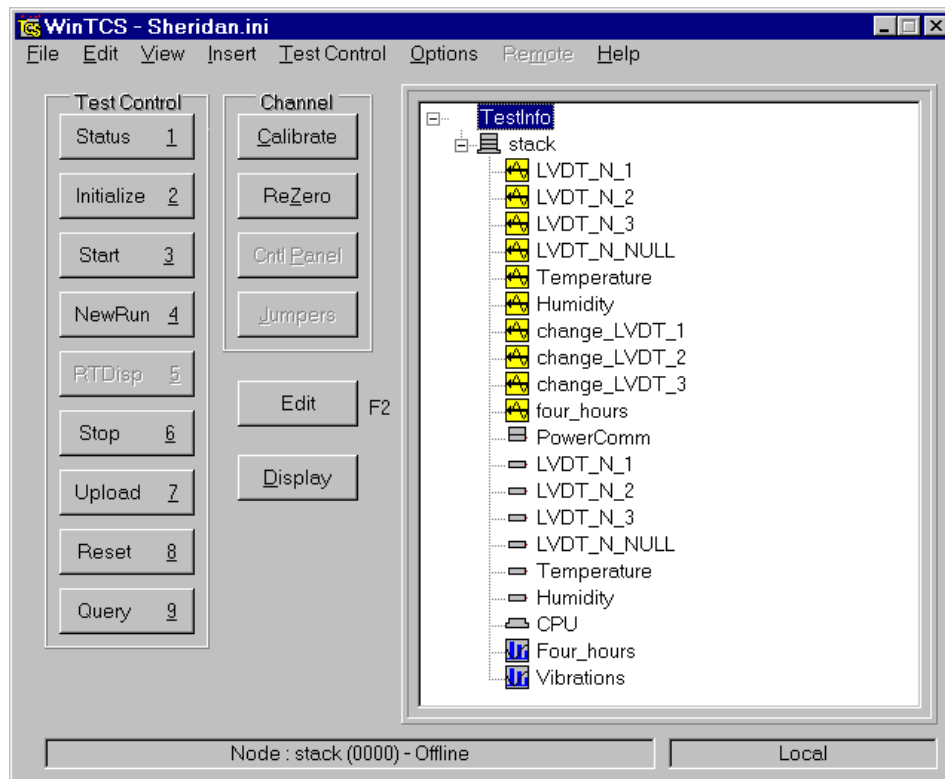 TCS WinTCS - Sheridan.ini
File Edit View Insert Test Control Options Remote Help
Test Control
Status 1
Initialize 2
Start 3
NewRun 4
RTDisp 5
Stop 6
Upload 7
Reset 8
Query 9
Channel
Calibrate
ReZero
Cntl Panel
Jumpers
Edit F2
Display
TestInfo
stack
LVDT_N_1
LVDT_N_2
LVDT_N_3
LVDT_N_NULL
Temperature
Humidity
change_LVDT_1
change_LVDT_2
change_LVDT_3
four_hours
PowerComm
LVDT_N_1
LVDT_N_2
LVDT_N_3
LVDT_N_NULL
Temperature
Humidity
CPU
Four_hours
Vibrations
Node : stack (0000) - Offline
Local